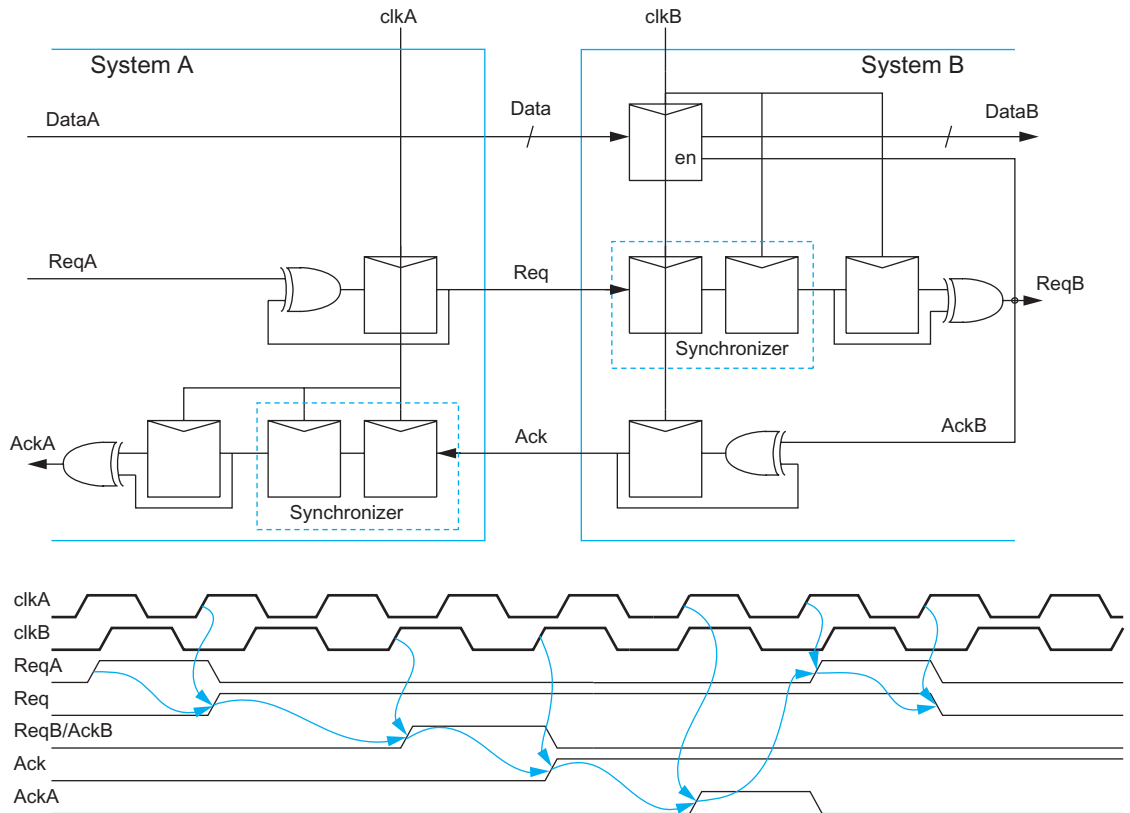 clkA
clkB
System A
System B
DataA
Data
DataB
en
ReqA
Req
ReqB
Synchronizer
AckA
Ack
AckB
Synchronizer
clkA
clkB
ReqA
Req
ReqB/AckB
Ack
AckA